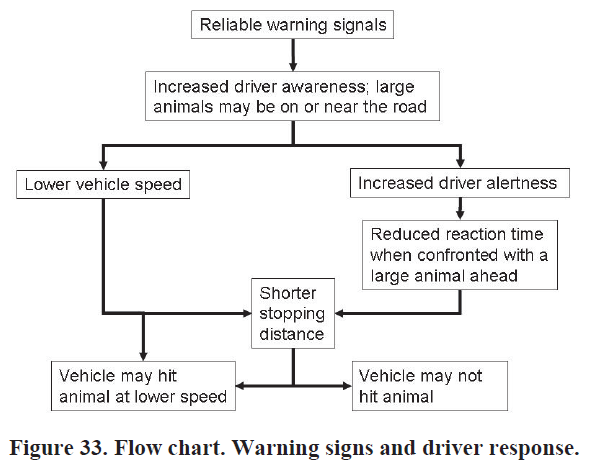 Reliable warning signals
Increased driver awareness; large
animals may be on or near the road
Lower vehicle speed
Increased driver alertness
Reduced reaction time
when confronted with a
large animal ahead
Shorter
stopping
distance
Vehicle may hit
animal at lower speed
Vehicle may not
hit animal
Figure 33. Flow chart. Warning signs and driver response.